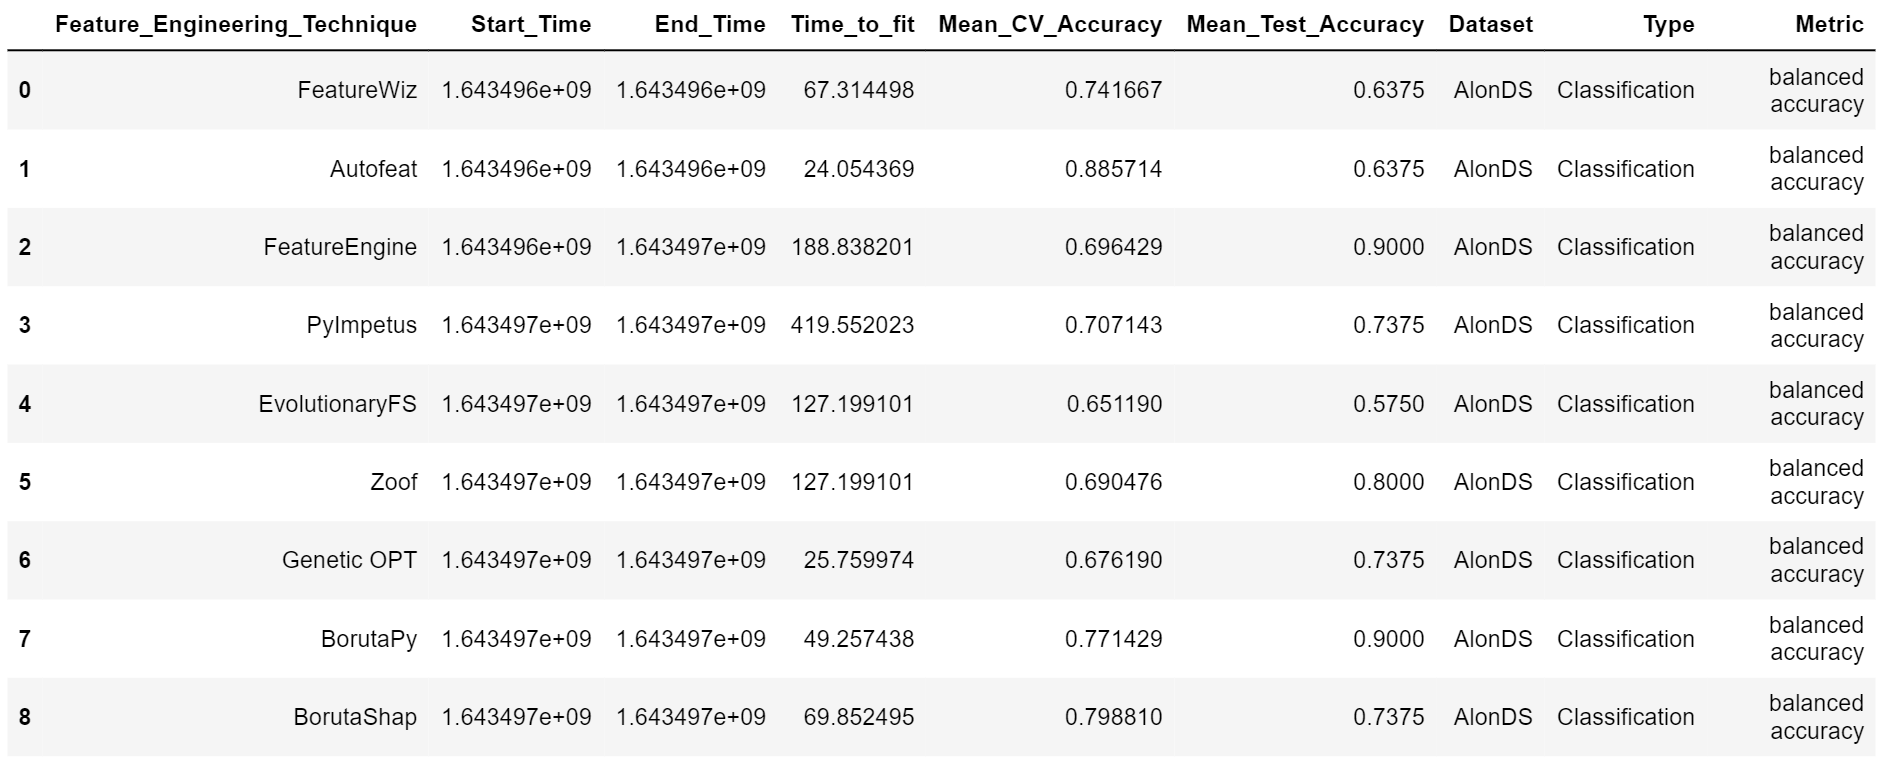 Feature_Engineering_Technique Start_Time End_Time Time_to_fit Mean_CV_Accuracy Mean_Test_Accuracy Dataset Type Metric
0 FeatureWiz 1.643496e+09 1.643496e+09 67.314498 0.741667 0.6375 AlonDS Classification balanced
accuracy
1 Autofeat 1.643496e+09 1.643496e+09 24.054369 0.885714 0.6375 AlonDS Classification balanced
accuracy
2 FeatureEngine 1.643496e+09 1.643497e+09 188.838201 0.696429 0.9000 AlonDS Classification balanced
accuracy
3 PyImpetus 1.643497e+09 1.643497e+09 419.552023 0.707143 0.7375 AlonDS Classification balanced
accuracy
4 EvolutionaryFS 1.643497e+09 1.643497e+09 127.199101 0.651190 0.5750 AlonDS Classification balanced
accuracy
5 Zoof 1.643497e+09 1.643497e+09 127.199101 0.690476 0.8000 AlonDS Classification balanced
accuracy
6 Genetic OPT 1.643497e+09 1.643497e+09 25.759974 0.676190 0.7375 AlonDS Classification balanced
accuracy
7 BorutaPy 1.643497e+09 1.643497e+09 49.257438 0.771429 0.9000 AlonDS Classification balanced
accuracy
8 BorutaShap 1.643497e+09 1.643497e+09 69.852495 0.798810 0.7375 AlonDS Classification balanced
accuracy